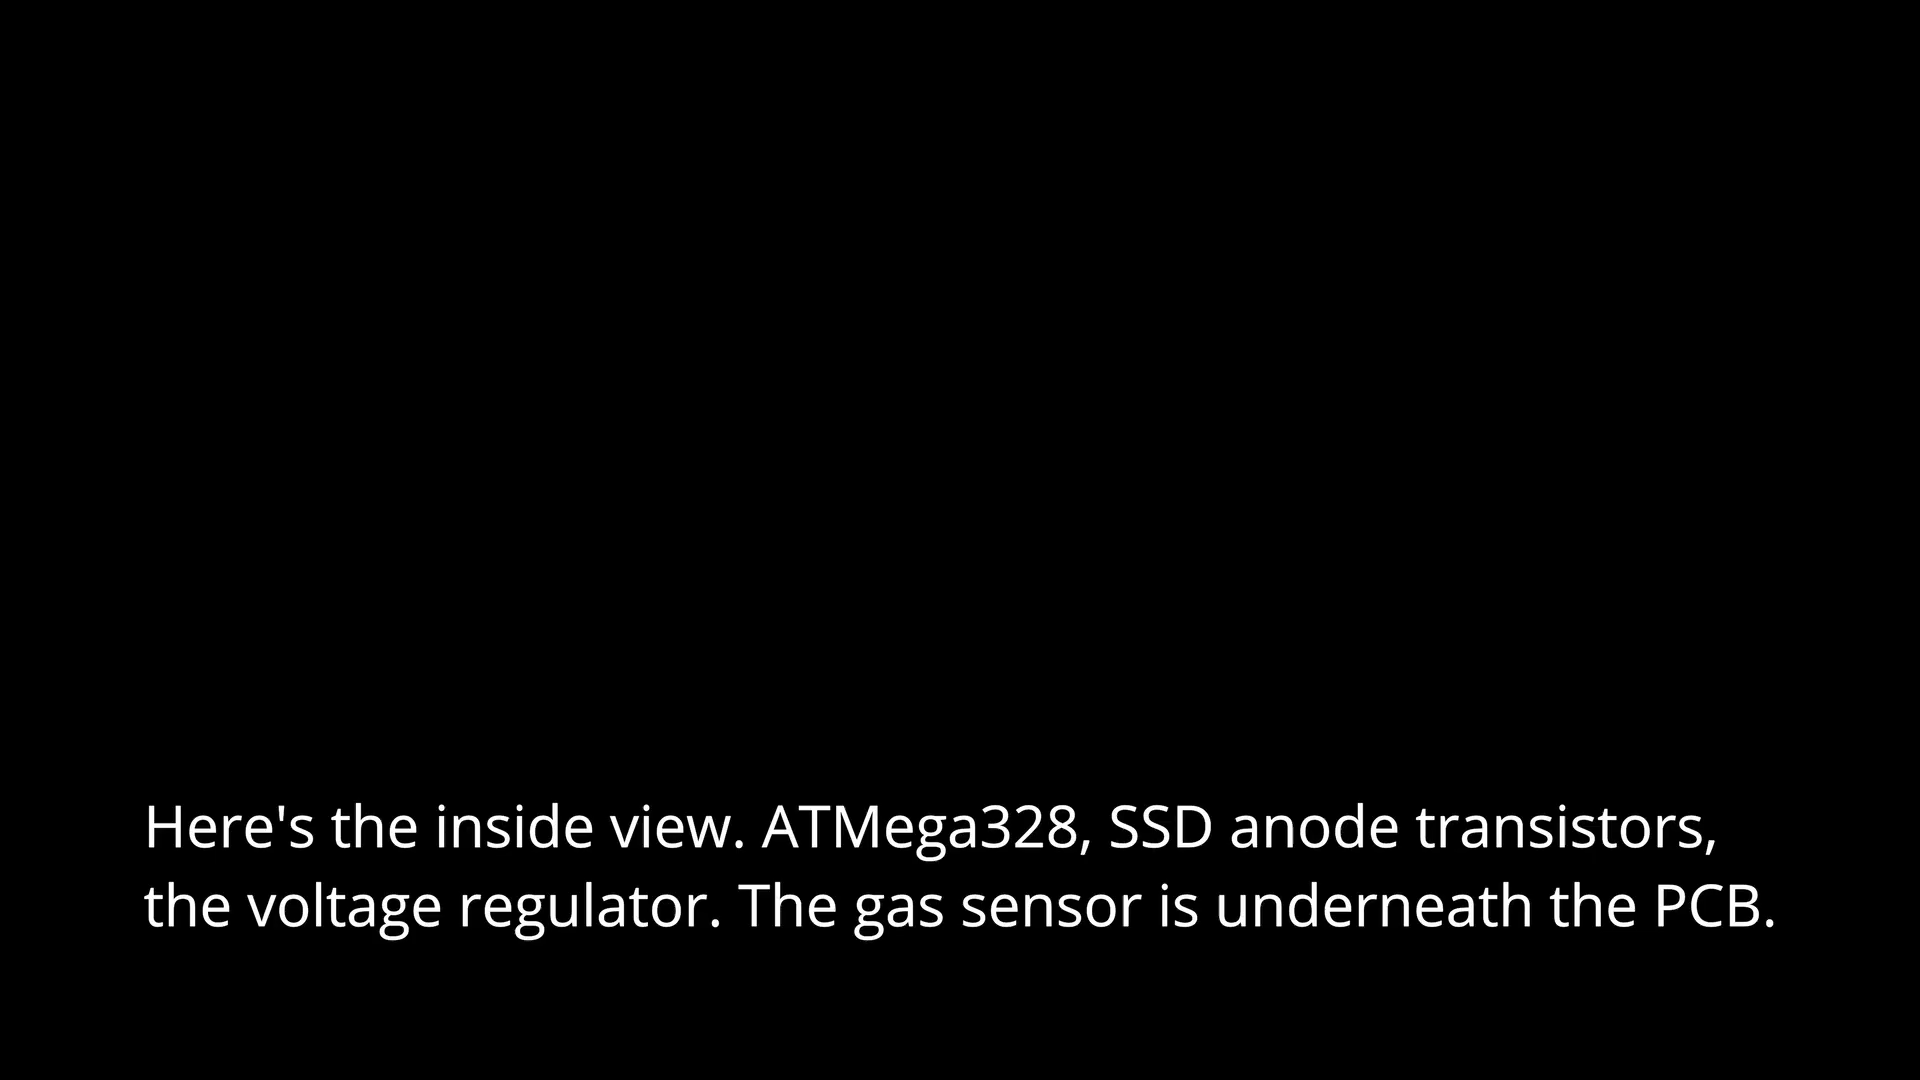 Here's the inside view. ATMega328, SSD anode transistors,
the voltage regulator. The gas sensor is underneath the PCB.